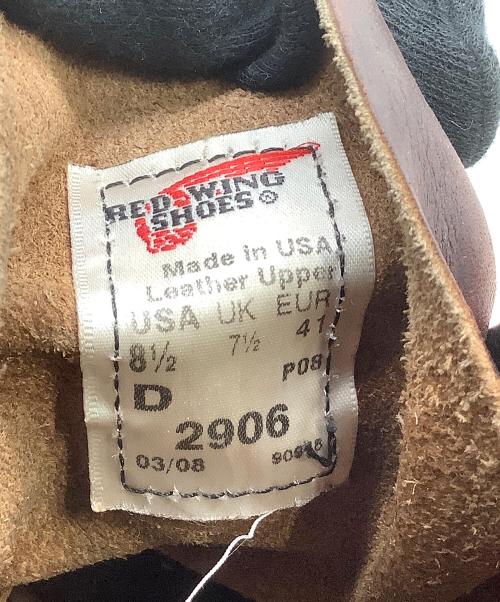 RED WING
SHOES®
Made in USA
Leather Upper
USA UK EUR
8½ 7½ 41
D P08
2906
03/08